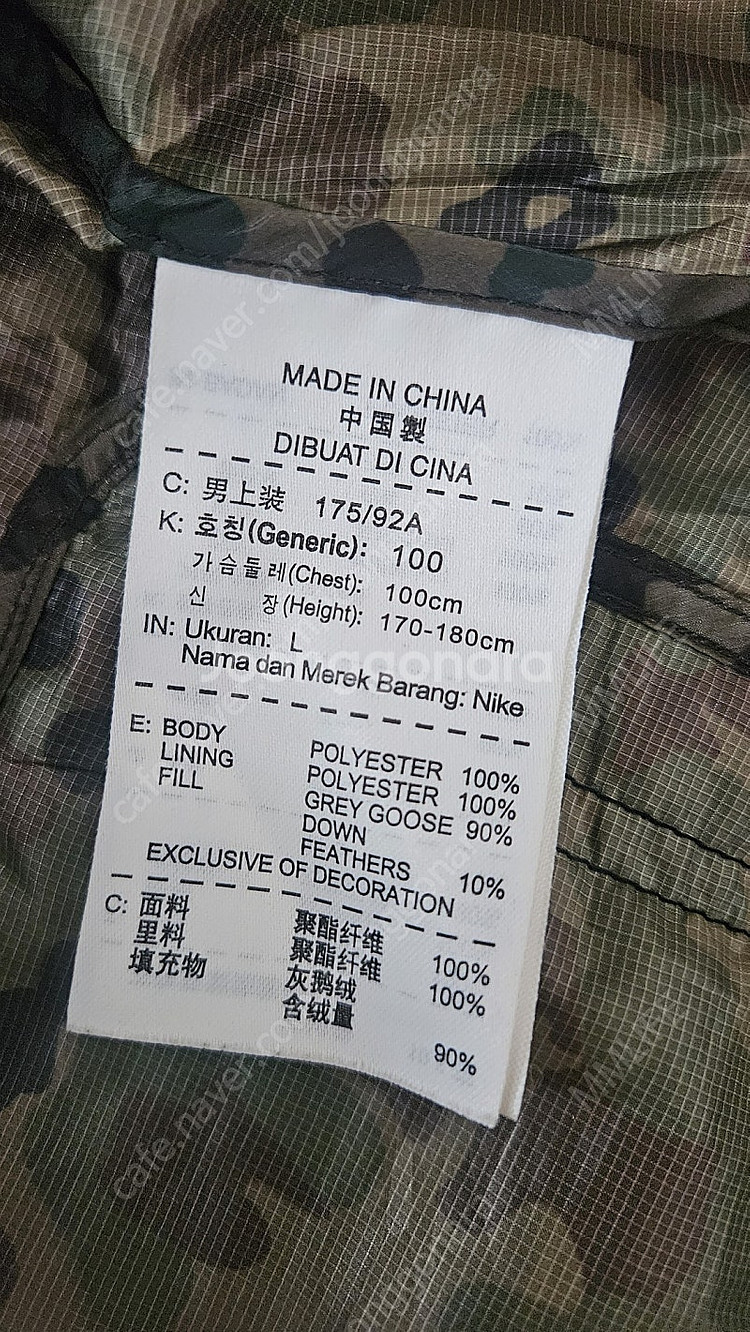 MADE IN CHINA
中国製
DIBUAT DI CINA
C: 男上装 175/92A
K: 호칭(Generic): 100
가슴둘레(Chest): 100cm
신 장(Height): 170-180cm
IN: Ukuran: L
Nama dan Merek Barang: Nike
E: BODY POLYESTER 100%
LINING POLYESTER 100%
FILL GREY GOOSE 90%
DOWN
FEATHERS 10%
EXCLUSIVE OF DECORATION
C: 面料 聚酯纤维 100%
里料 聚酯纤维 100%
填充物 灰鹅绒
含绒量 90%
joonggonara
cafe.naver.com/joonggonara